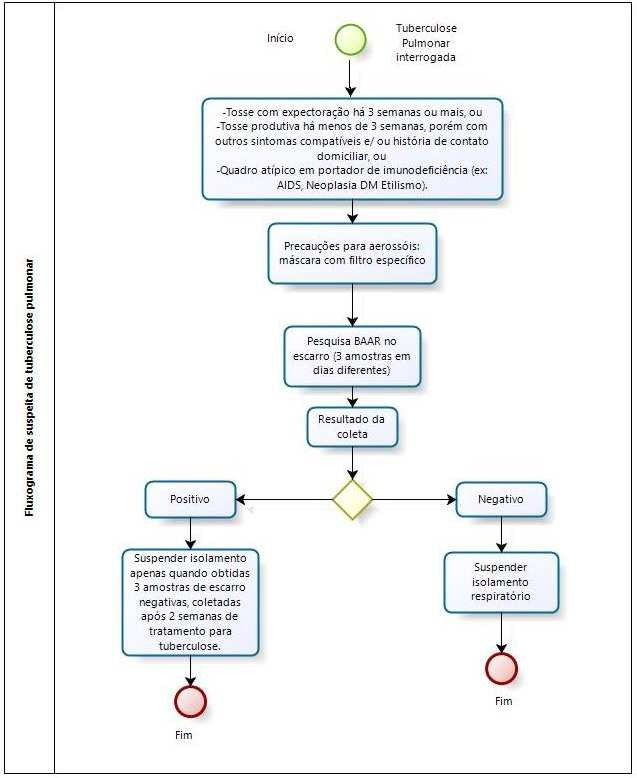 Fluxograma de suspeita de tuberculose pulmonar
Início
Tuberculose
Pulmonar
interrogada
-Tosse com expectoração há 3 semanas ou mais, ou
-Tosse produtiva há menos de 3 semanas, porém com
outros sintomas compatíveis e/ ou história de contato
domiciliar, ou
-Quadro atípico em portador de imunodeficiência (ex:
AIDS, Neoplasia DM Etilismo).
Precauções para aerossóis:
máscara com filtro específico
Pesquisa BAAR no
escarro (3 amostras em
dias diferentes)
Resultado da
coleta
Positivo
Negativo
Suspender isolamento
apenas quando obtidas
3 amostras de escarro
negativas, coletadas
após 2 semanas de
tratamento para
tuberculose.
Suspender
isolamento
respiratório
Fim
Fim